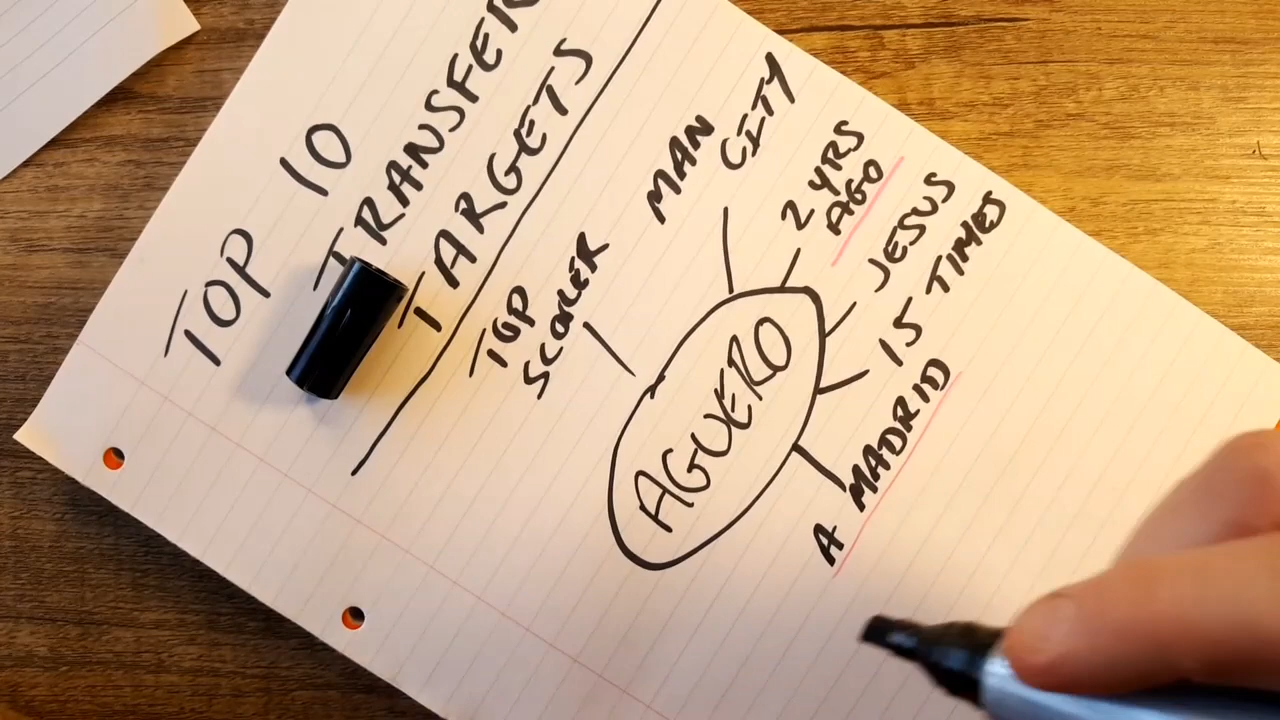 TOP 10
TRANSFER
TARGETS
TOP
SCORER
MAN
CITY
2 YRS
AGO
JESUS
15 TIMES
A MADRID
AGUERO